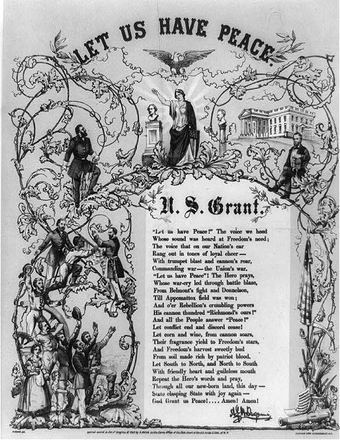 LET US HAVE PEACE.
U. S. Grant.
"Let us have Peace!" The voice we heed
Whose sound was heard at Freedom's need;
The voice that on our Nation's ear
Rang out in tones of loyal cheer—
With trumpet blast and cannon's roar,
Commanding war—the Union's war.
"Let us have Peace"! The Hero prays,
Whose war-cry led through battle blaze,
From Belmont's fight and Donnelson,
Till Appomattox field was won;
And o'er Rebellion's crumbling powers
His cannon thundred "Richmond's ours!"
And all the People answer "Peace!"
Let conflict end and discord cease!
Let corn and wine, from cannon scars,
Their fragrance yield to Freedom's stars,
And Freedom's harvest sweetly bud
From soil made rich by patriot blood.
Let South to North, and North to South
With friendly heart and guileless mouth
Repeat the Hero's words and pray,
Through all our new-born land, this day—
State clasping State with joy again—
God Grant us Peace!.... Amen! Amen!